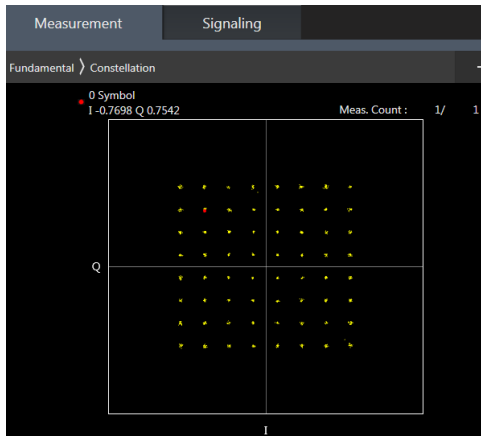 Measurement Signaling
Fundamental 〉 Constellation
0 Symbol
I -0.7698 Q 0.7542 Meas. Count : 1/ 1
Q
I